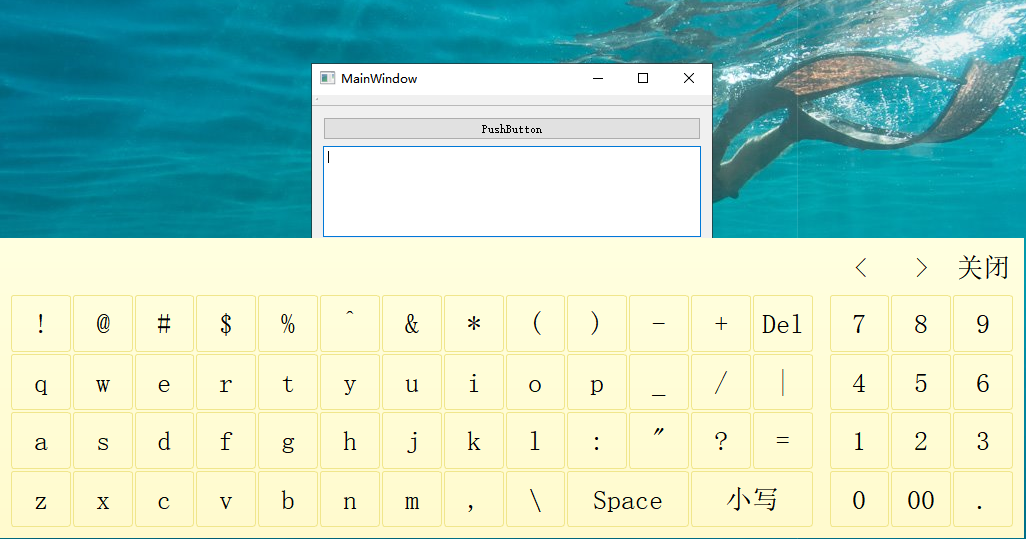 MainWindow
PushButton
< > 关闭
! @ # $ % ^ & * ( ) - + Del 7 8 9
q w e r t y u i o p _ / | 4 5 6
a s d f g h j k l : " ? = 1 2 3
z x c v b n m , \ Space 小写 0 00 .